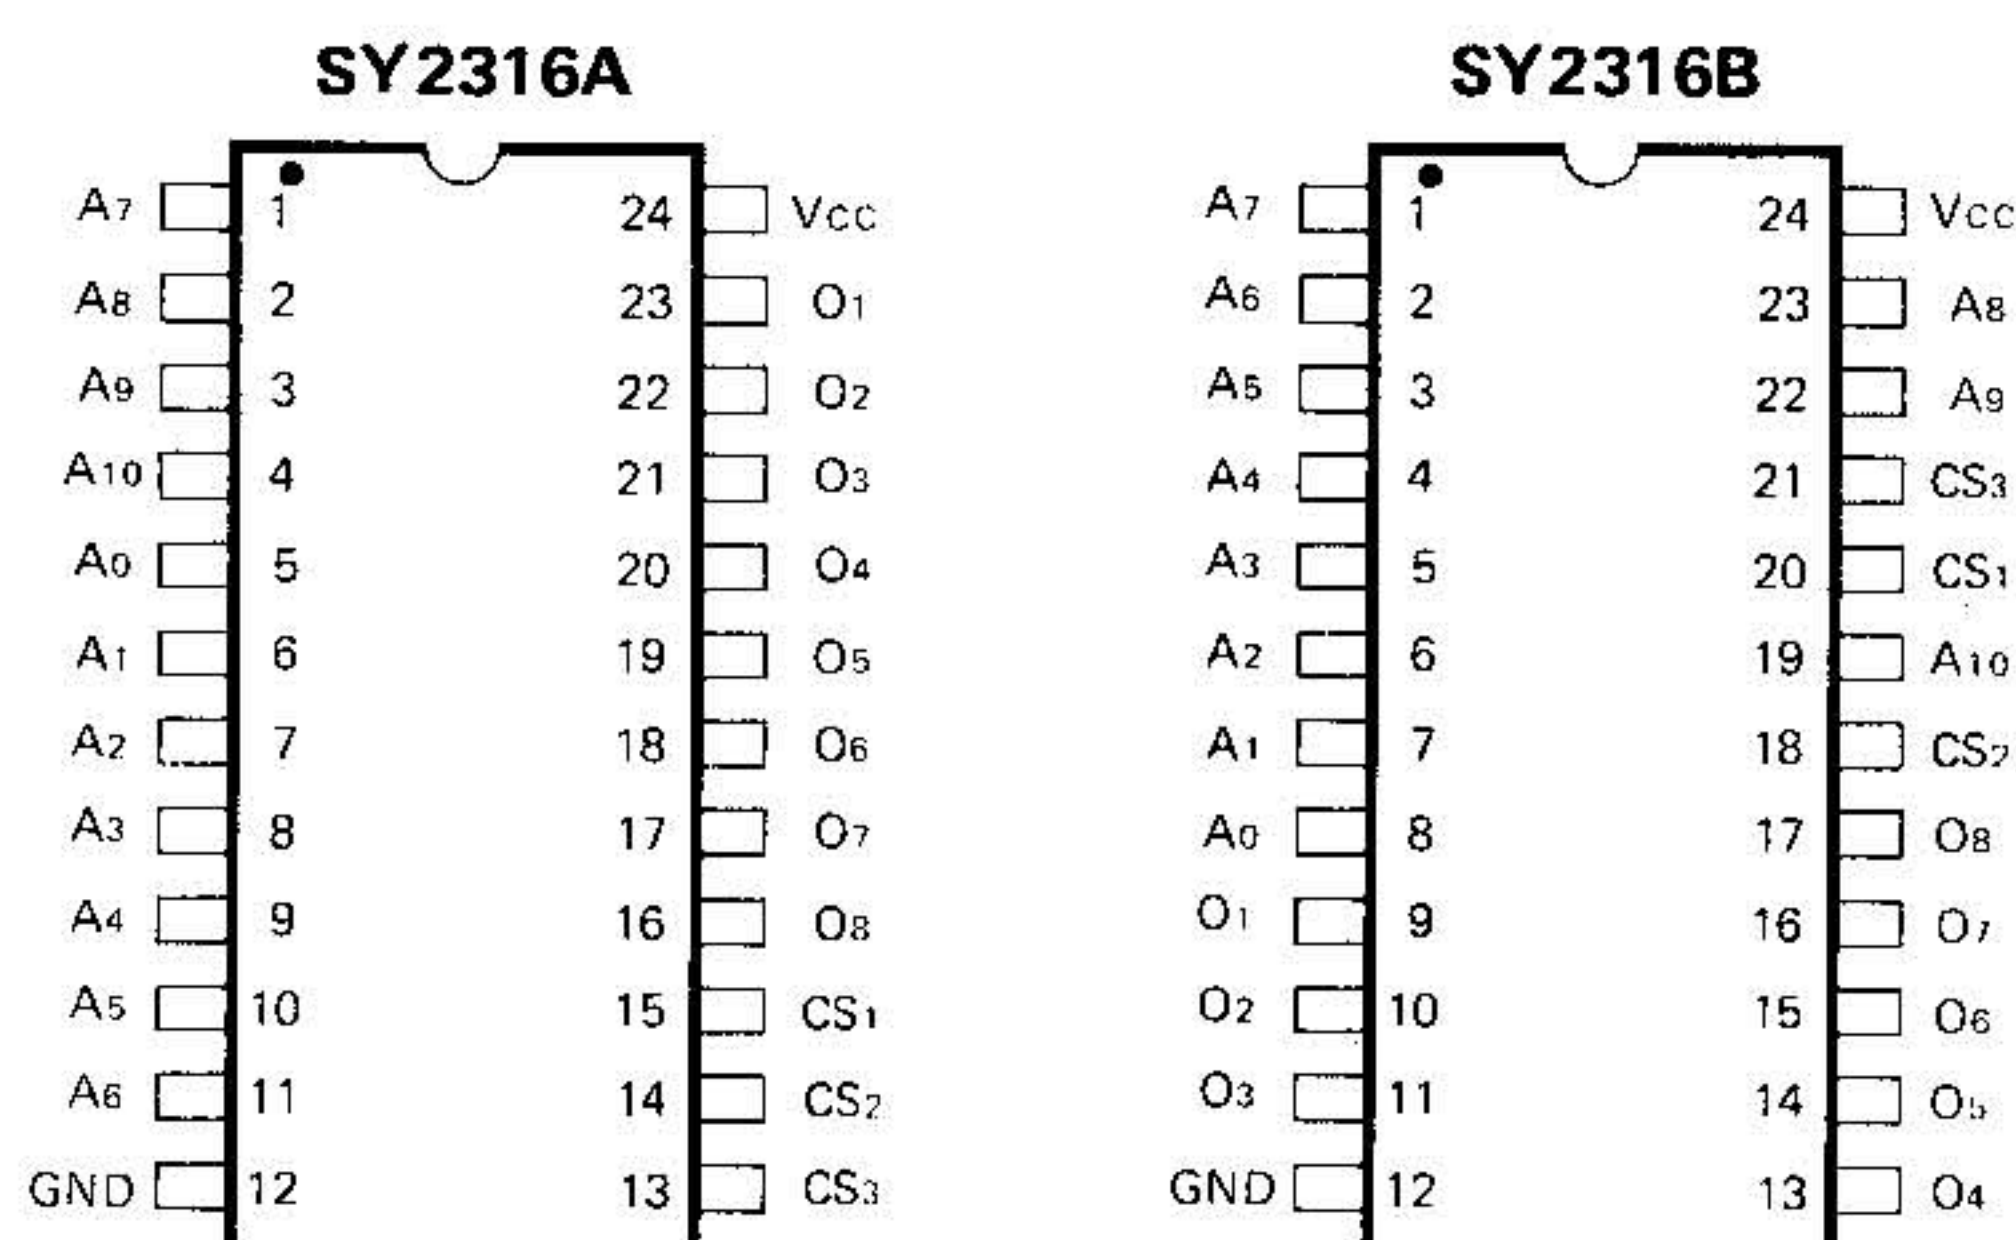 SY2316A SY2316B
A7 1 24 Vcc A7 1 24 Vcc
A8 2 23 O1 A6 2 23 A8
A9 3 22 O2 A5 3 22 A9
A10 4 21 O3 A4 4 21 CS3
A0 5 20 O4 A3 5 20 CS1
A1 6 19 O5 A2 6 19 A10
A2 7 18 O6 A1 7 18 CS2
A3 8 17 O7 A0 8 17 O8
A4 9 16 O8 O1 9 16 O7
A5 10 15 CS1 O2 10 15 O6
A6 11 14 CS2 O3 11 14 O5
GND 12 13 CS3 GND 12 13 O4